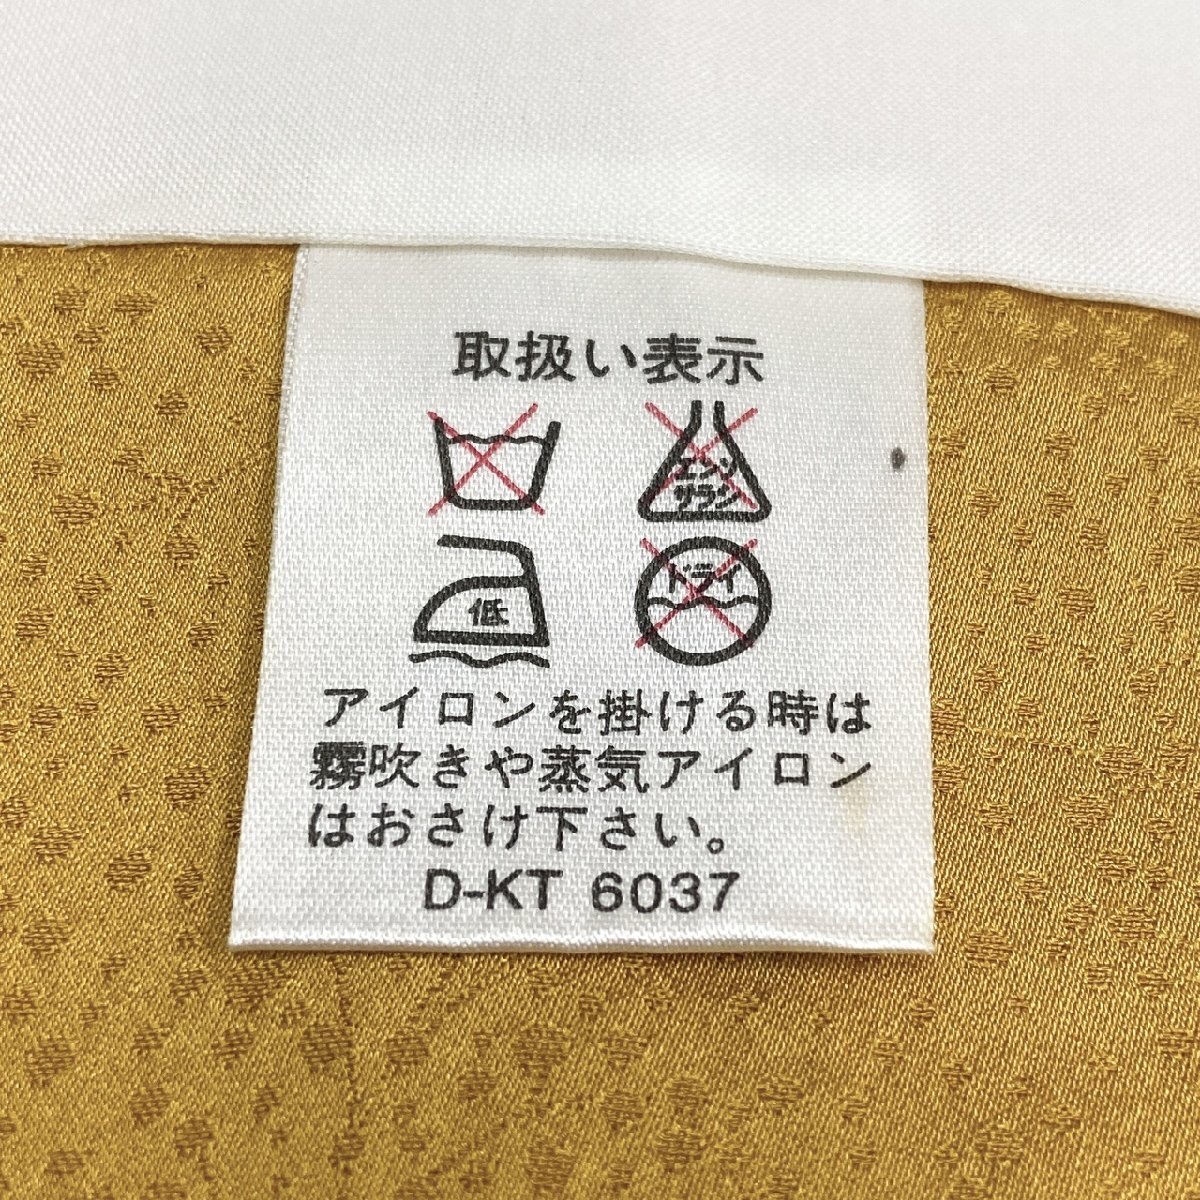 取扱い表示
エンソ
サラシ
低
ドライ
アイロンを掛ける時は
霧吹きや蒸気アイロン
はおさけ下さい。
D-KT 6037